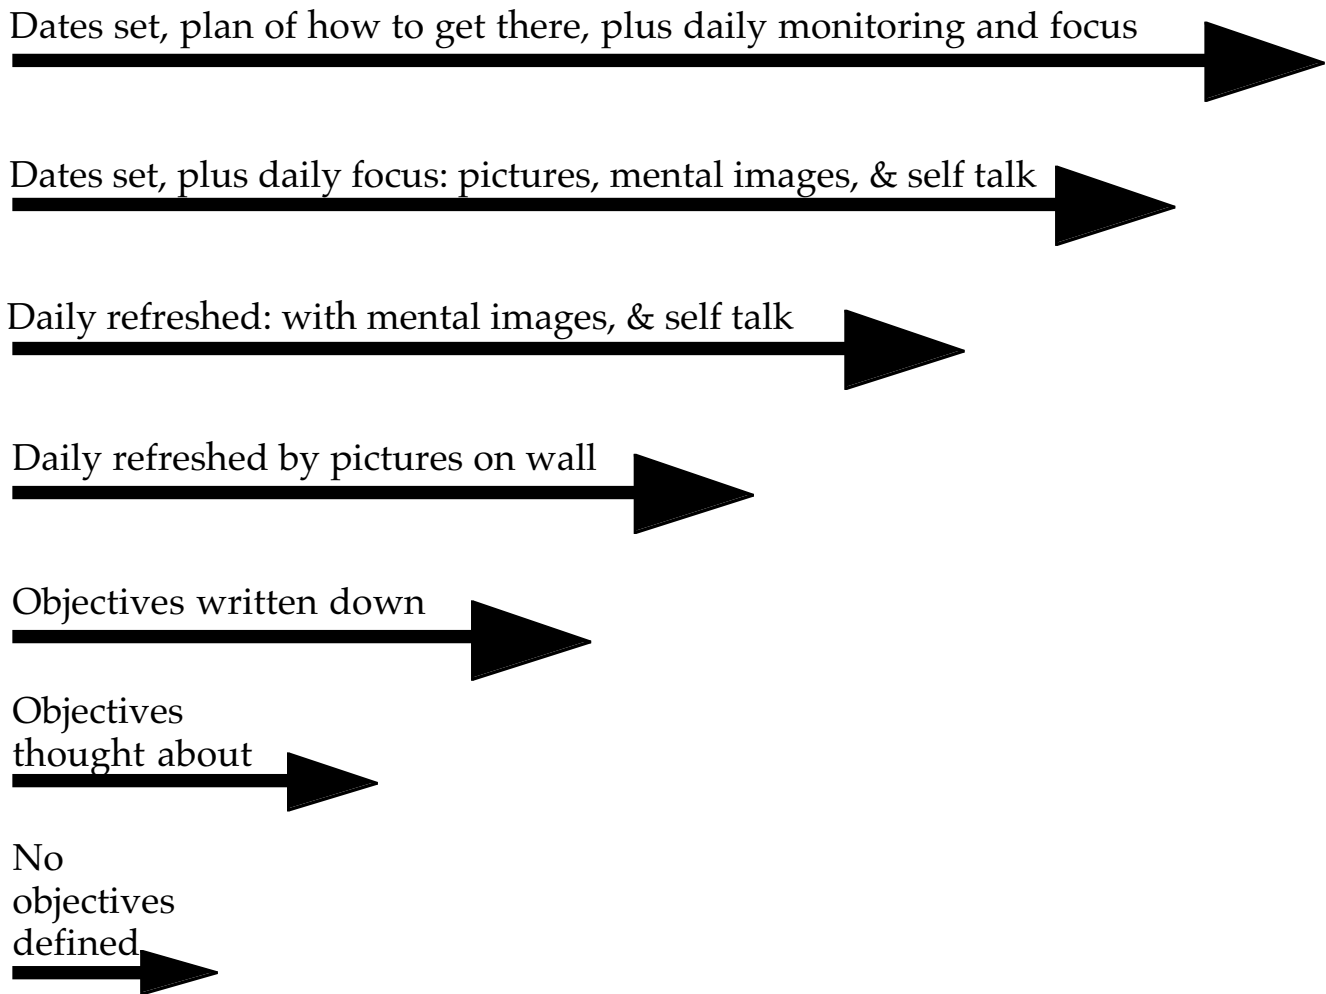 Dates set, plan of how to get there, plus daily monitoring and focus
Dates set, plus daily focus: pictures, mental images, & self talk
Daily refreshed: with mental images, & self talk
Daily refreshed by pictures on wall
Objectives written down
Objectives
thought about
No
objectives
defined